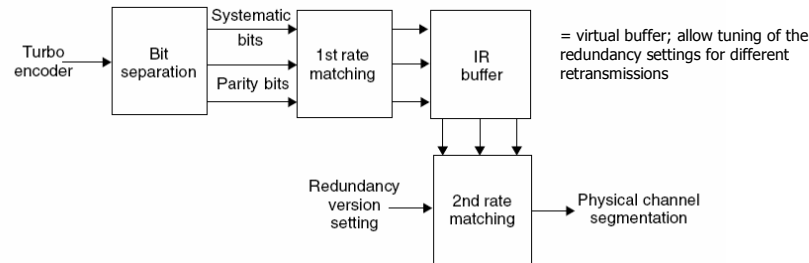 Turbo
encoder
Bit
separation
Systematic
bits
Parity bits
1st rate
matching
IR
buffer
= virtual buffer; allow tuning of the
redundancy settings for different
retransmissions
Redundancy
version
setting
2nd rate
matching
Physical channel
segmentation